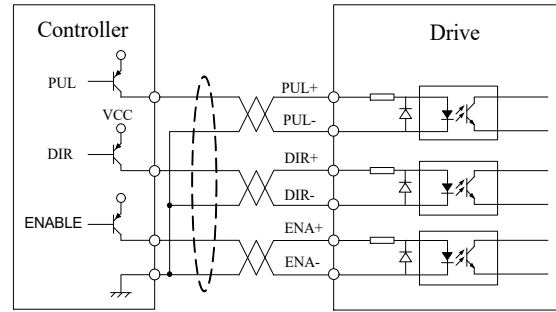 Controller
Drive
PUL
PUL+
VCC
PUL-
DIR
DIR+
DIR-
ENABLE
ENA+
ENA-